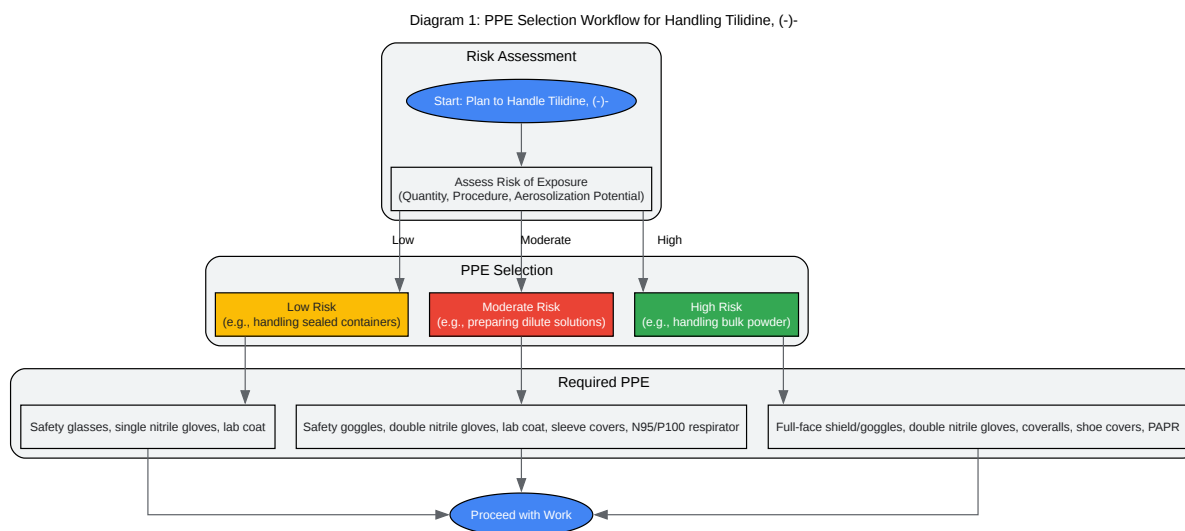 Diagram 1: PPE Selection Workflow for Handling Tilidine, (-)-
Risk Assessment
Start: Plan to Handle Tilidine, (-)-
Assess Risk of Exposure
(Quantity, Procedure, Aerosolization Potential)
Low
Moderate
High
PPE Selection
Low Risk
(e.g., handling sealed containers)
Moderate Risk
(e.g., preparing dilute solutions)
High Risk
(e.g., handling bulk powder)
Required PPE
Safety glasses, single nitrile gloves, lab coat
Safety goggles, double nitrile gloves, lab coat, sleeve covers, N95/P100 respirator
Full-face shield/goggles, double nitrile gloves, coveralls, shoe covers, PAPR
Proceed with Work